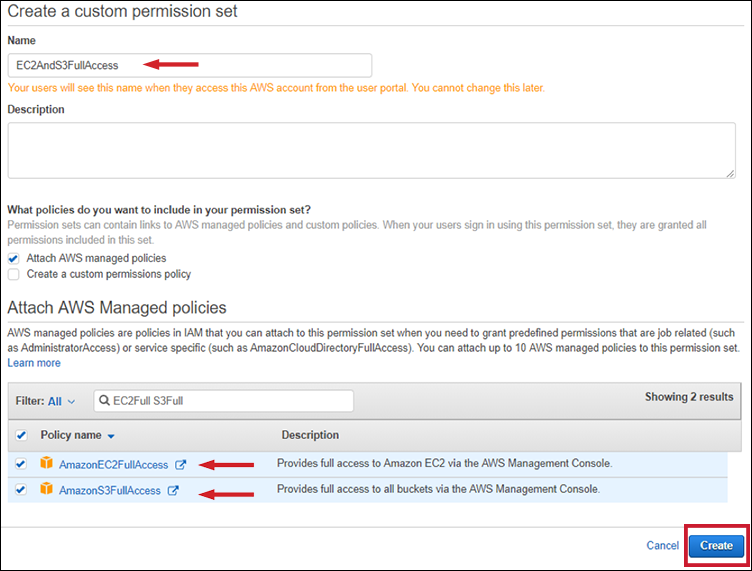 Create a custom permission set
Name
EC2AndS3FullAccess
Your users will see this name when they access this AWS account from the user portal. You cannot change this later.
Description
What policies do you want to include in your permission set?
Permission sets can contain links to AWS managed policies and custom policies. When your users sign in using this permission set, they are granted all
permissions included in this set.
Attach AWS managed policies
Create a custom permissions policy
Attach AWS Managed policies
AWS managed policies are policies in IAM that you can attach to this permission set when you need to grant predefined permissions that are job related (such
as AdministratorAccess) or service specific (such as AmazonCloudDirectoryFullAccess). You can attach up to 10 AWS managed policies to this permission set.
Learn more
Filter: All EC2Full S3Full Showing 2 results
Policy name Description
AmazonEC2FullAccess Provides full access to Amazon EC2 via the AWS Management Console.
AmazonS3FullAccess Provides full access to all buckets via the AWS Management Console.
Cancel Create